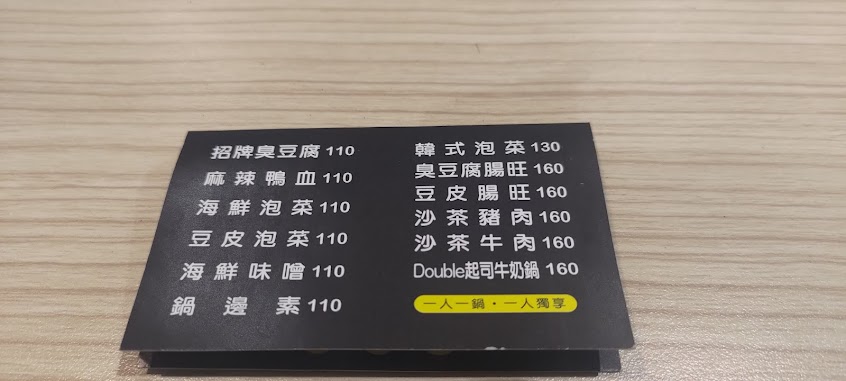 招牌臭豆腐 110
麻辣鴨血 110
海鮮泡菜 110
豆皮泡菜 110
海鮮味噌 110
鍋邊素 110
韓式泡菜 130
臭豆腐腸旺 160
豆皮腸旺 160
沙茶豬肉 160
沙茶牛肉 160
Double起司牛奶鍋 160
一人一鍋・一人獨享